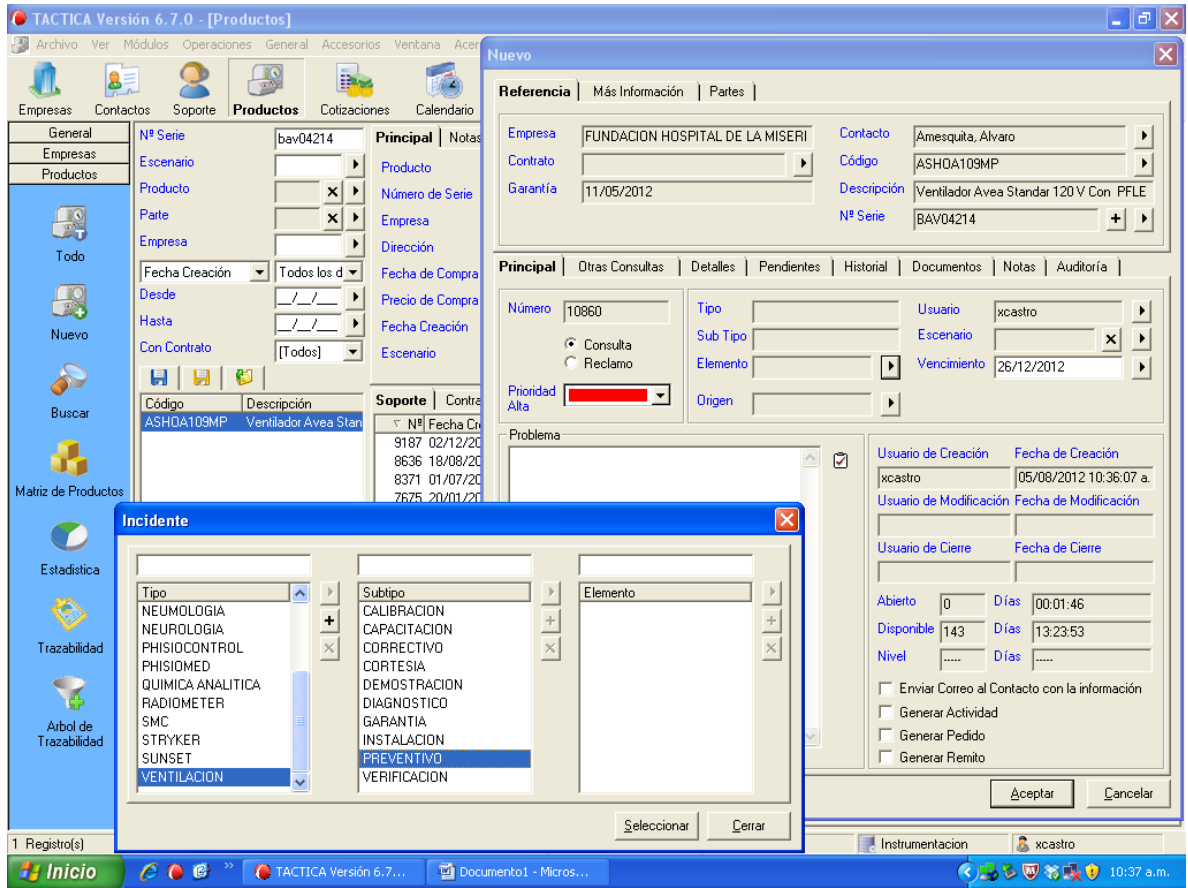 TACTICA Versión 6.7.0 - [Productos]
Archivo Ver Módulos Operaciones General Accesorios Ventana Acer
Empresas Contactos Soporte Productos Cotizaciones Calendario
General
Empresas
Productos
Todo
Nuevo
Buscar
Matriz de Productos
Estadistica
Trazabilidad
Arbol de
Trazabilidad
Nª Serie bav04214
Escenario
Producto
Parte
Empresa
Fecha Creación Todos los d
Desde __/__/__
Hasta __/__/__
Con Contrato [Todos]
Código Descripción
ASHOA109MP Ventilador Avea Stan
Principal Notas
Producto
Número de Serie
Empresa
Dirección
Fecha de Compra
Precio de Compra
Fecha Creación
Escenario
Soporte Contra
Nª Fecha Cr
9187 02/12/20
8636 18/08/20
8371 01/07/20
7675 20/01/20
Nuevo
Referencia Más Información Partes
Empresa FUNDACION HOSPITAL DE LA MISERI Contacto Amesquita, Alvaro
Contrato Código ASHOA109MP
Garantía 11/05/2012 Descripción Ventilador Avea Standar 120 V Con PFLE
Nª Serie BAV04214
Principal Otras Consultas Detalles Pendientes Historial Documentos Notas Auditoría
Número 10860 Tipo Usuario xcastro
Consulta Sub Tipo Escenario
Reclamo Elemento Vencimiento 26/12/2012
Prioridad
Alta Origen
Problema
Usuario de Creación Fecha de Creación
xcastro 05/08/2012 10:36:07 a.
Usuario de Modificación Fecha de Modificación
Usuario de Cierre Fecha de Cierre
Abierto 0 Días 00:01:46
Disponible 143 Días 13:23:53
Nivel ..... Días .....
Enviar Correo al Contacto con la información
Generar Actividad
Generar Pedido
Generar Remito
Aceptar Cancelar
Incidente
Tipo Subtipo Elemento
NEUMOLOGIA CALIBRACION
NEUROLOGIA CAPACITACION
PHISIOCONTROL CORRECTIVO
PHISIOMED CORTESIA
QUIMICA ANALITICA DEMOSTRACION
RADIOMETER DIAGNOSTICO
SMC GARANTIA
STRYKER INSTALACION
SUNSET PREVENTIVO
VENTILACION VERIFICACION
Seleccionar Cerrar
1 Registro(s) Instrumentacion xcastro
Inicio TACTICA Versión 6.7... Documento1 - Micros... 10:37 a.m.